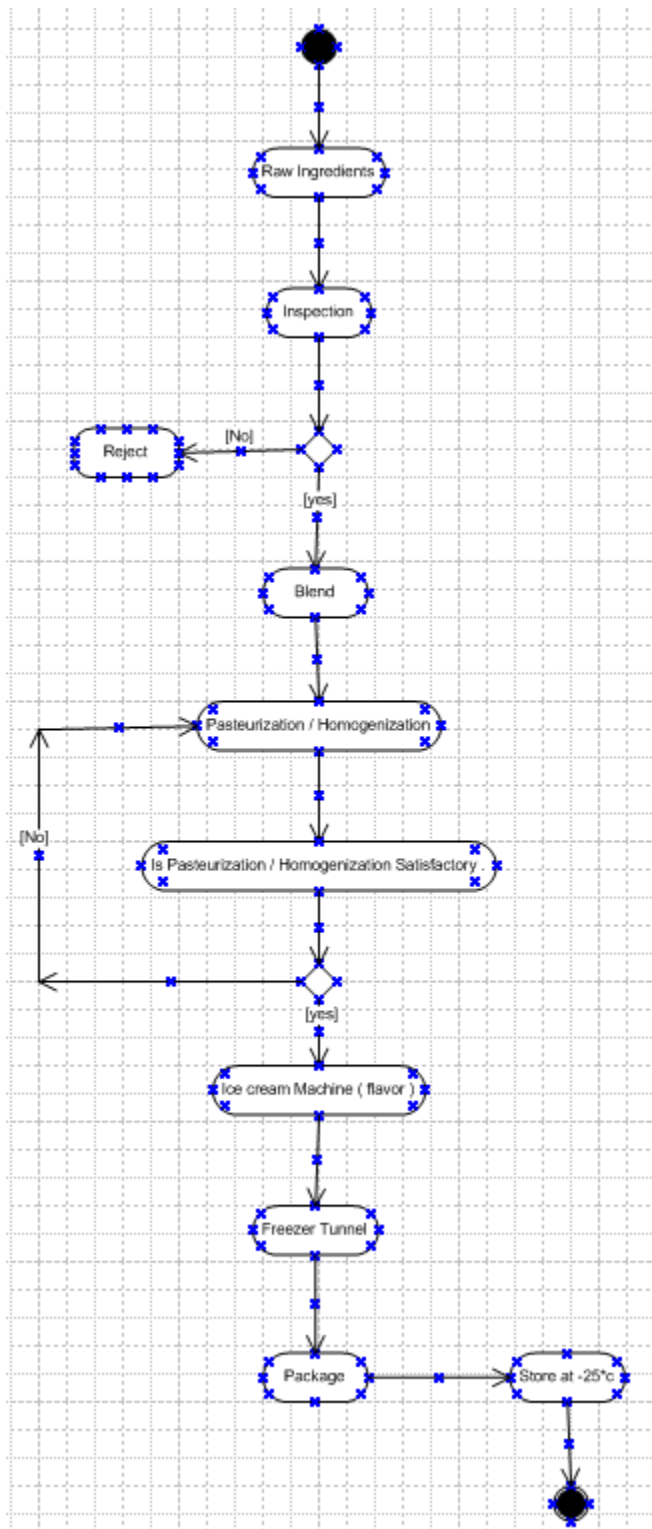 Raw Ingredients
Inspection
[No]
Reject
[yes]
Blend
Pasteurization / Homogenization
[No]
Is Pasteurization / Homogenization Satisfactory
[yes]
Ice cream Machine ( flavor )
Freezer Tunnel
Package
Store at -25*c